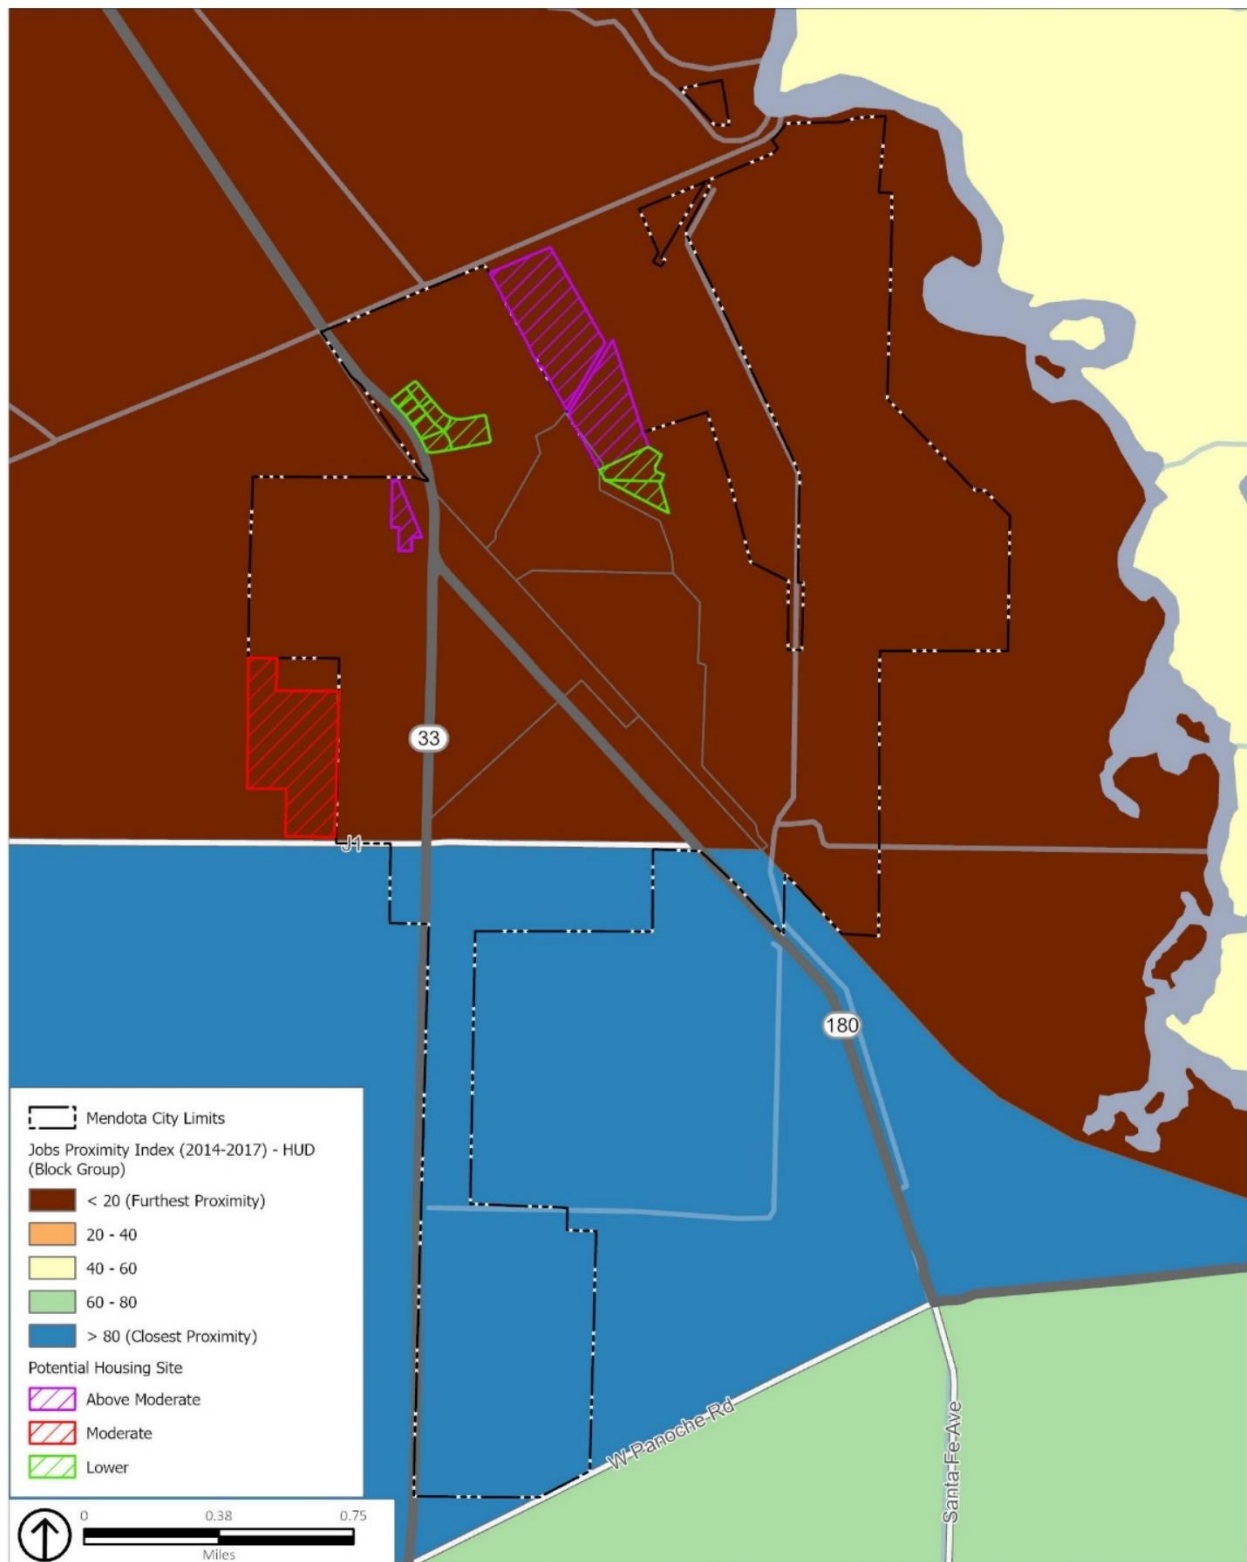 33
J1
180
W Panoche Rd
Santa Fe Ave
Mendota City Limits
Jobs Proximity Index (2014-2017) - HUD
(Block Group)
< 20 (Furthest Proximity)
20 - 40
40 - 60
60 - 80
> 80 (Closest Proximity)
Potential Housing Site
Above Moderate
Moderate
Lower
0 0.38 0.75
Miles